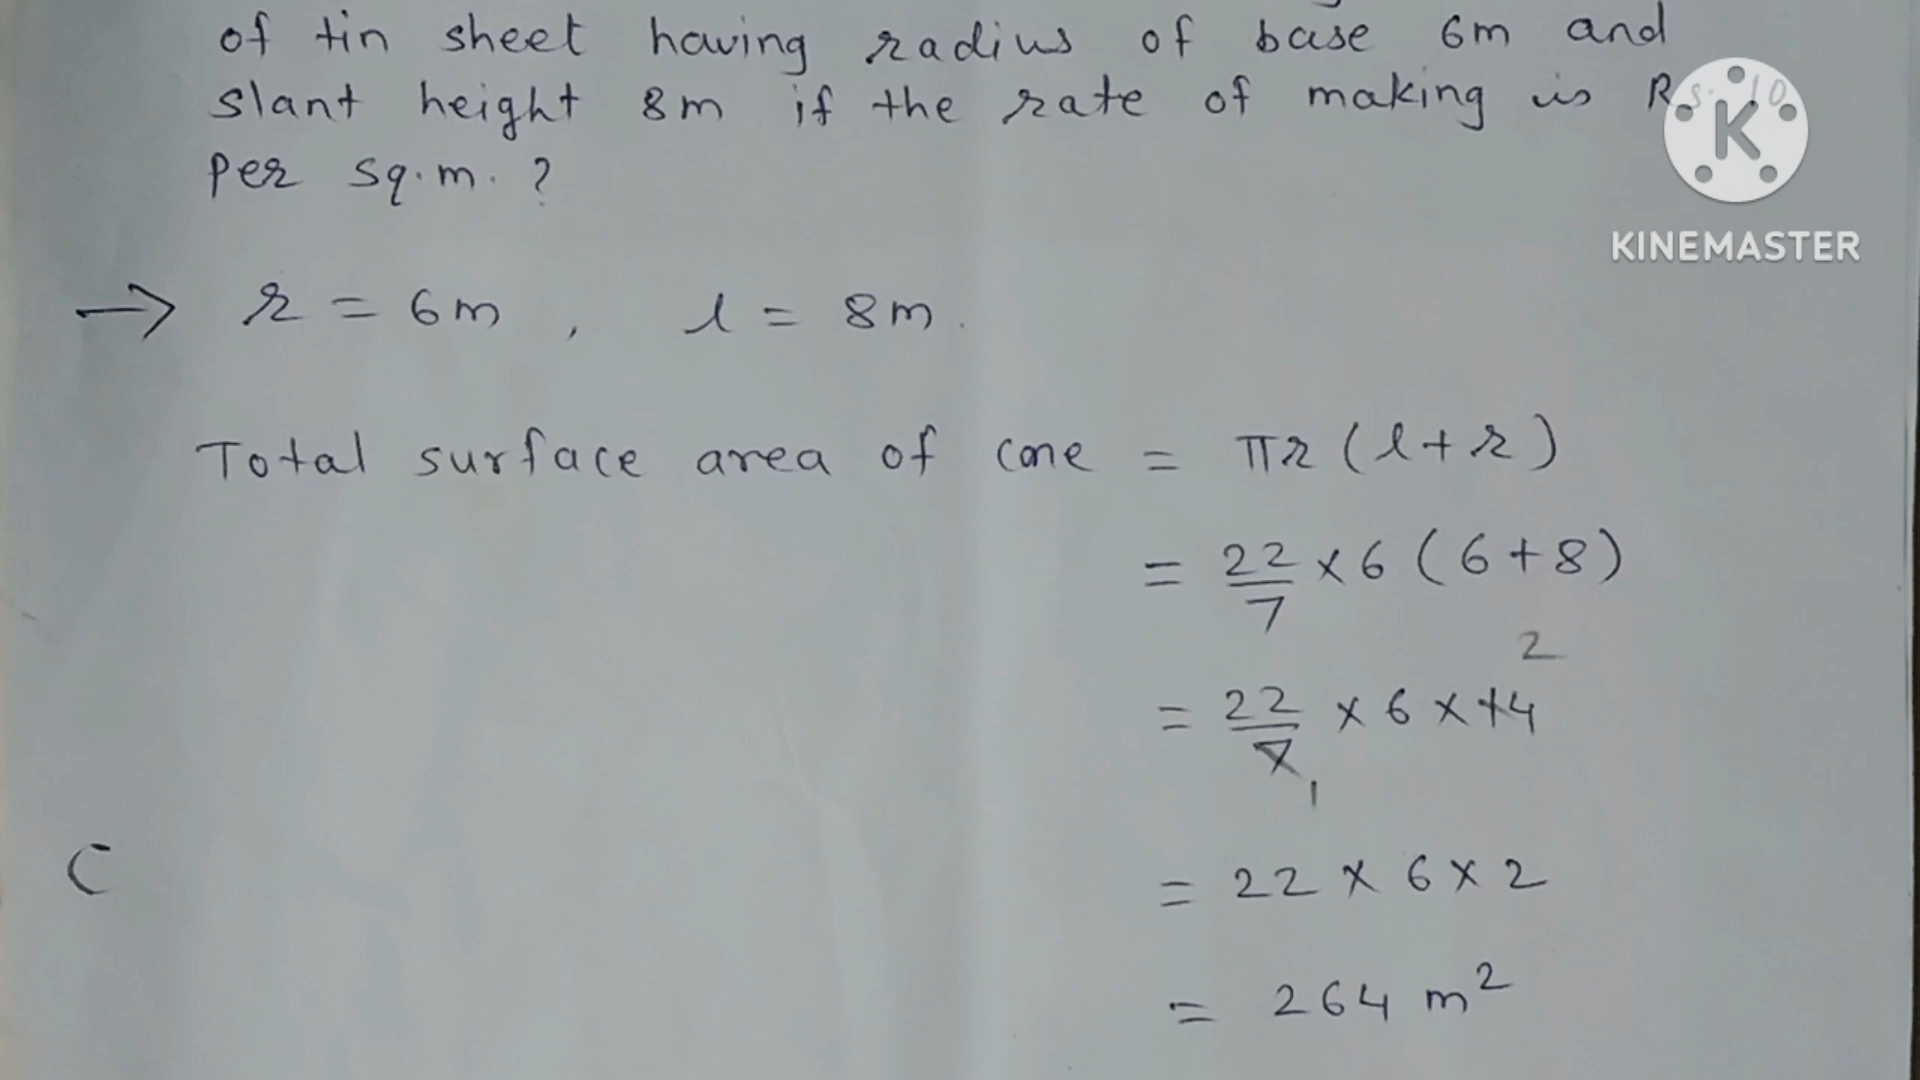 of tin sheet having radius of base 6m and
slant height 8m if the rate of making is Rs. 10
per sq.m. ?
K
KINEMASTER
→ r = 6m , l = 8m.
Total surface area of cone = πr (l+r)
= 22/7 × 6 (6+8)
2
= 22/7 × 6 × 14
1
C
= 22 × 6 × 2
= 264 m²